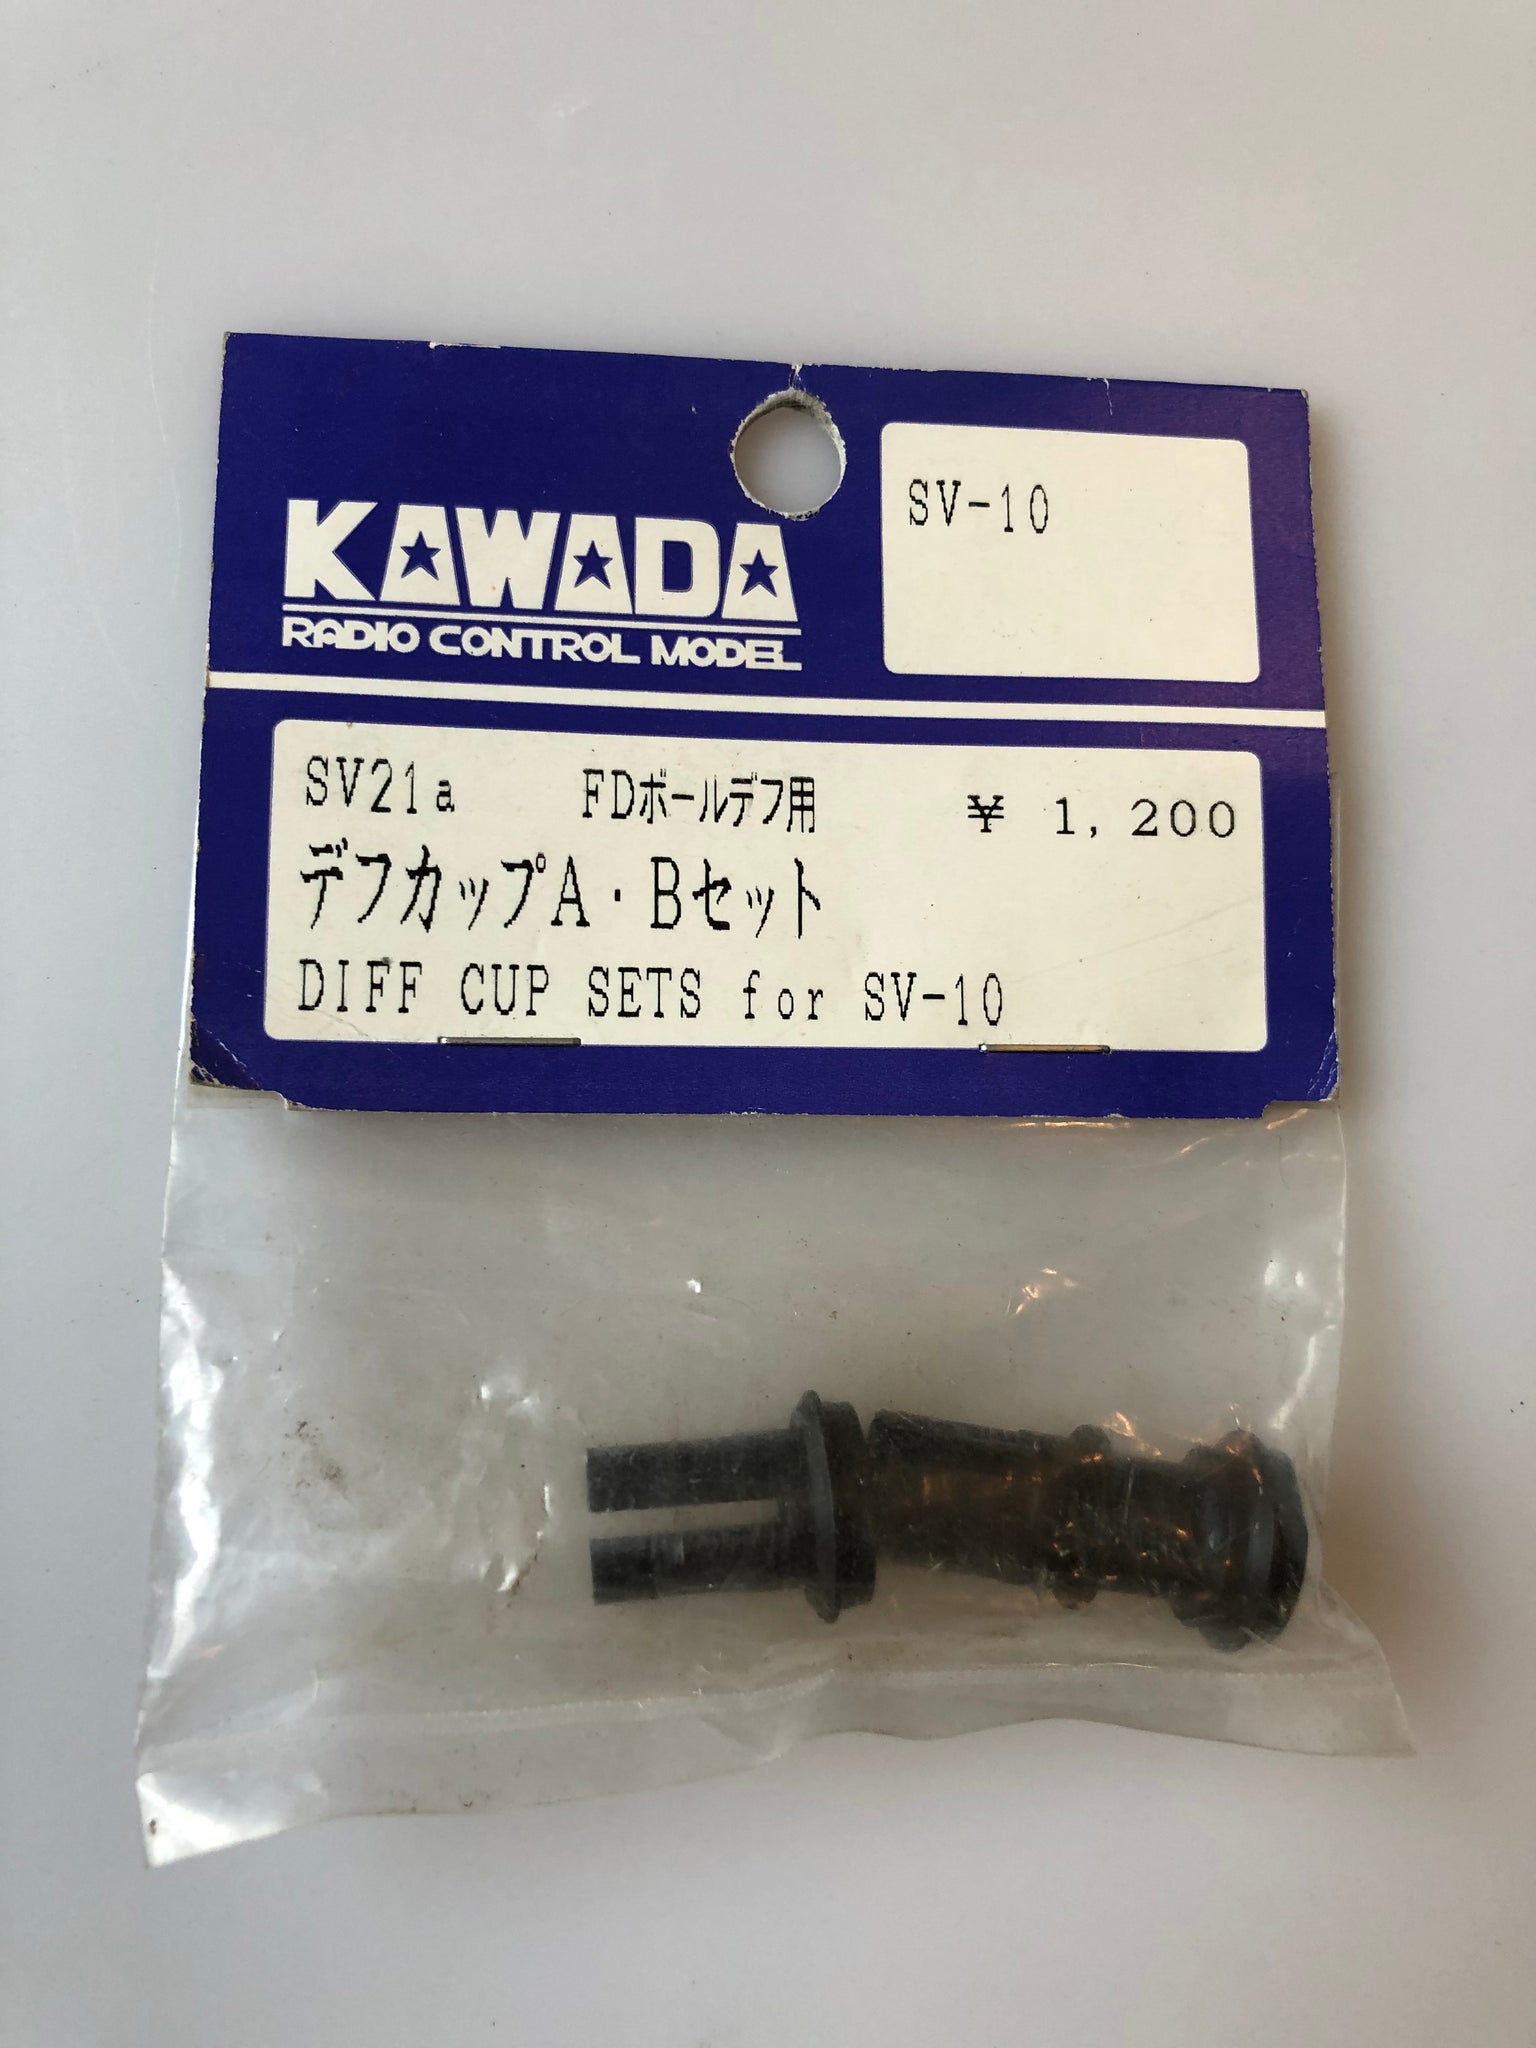 KAWADA
RADIO CONTROL MODEL
SV-10
SV21a FDボールデフ用 ¥ 1,200
デフカップA・Bセット
DIFF CUP SETS for SV-10